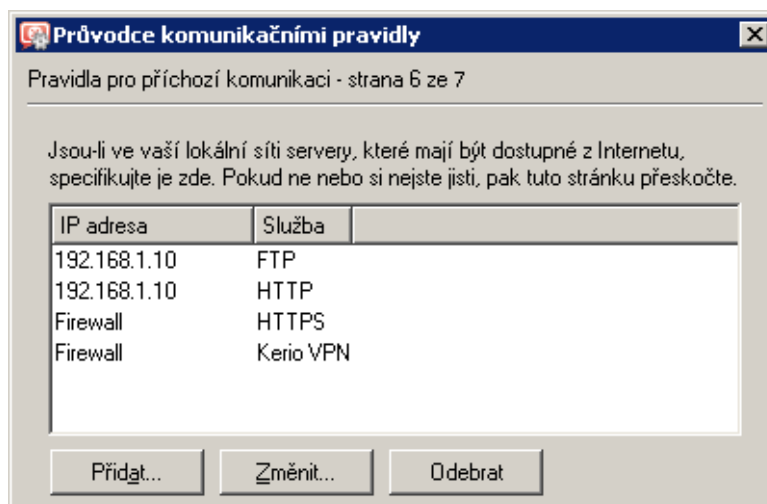 Průvodce komunikačními pravidly
Pravidla pro příchozí komunikaci - strana 6 ze 7
Jsou-li ve vaší lokální síti servery, které mají být dostupné z Internetu,
specifikujte je zde. Pokud ne nebo si nejste jisti, pak tuto stránku přeskočte.
IP adresa Služba
192.168.1.10 FTP
192.168.1.10 HTTP
Firewall HTTPS
Firewall Kerio VPN
Přidat... Změnit... Odebrat